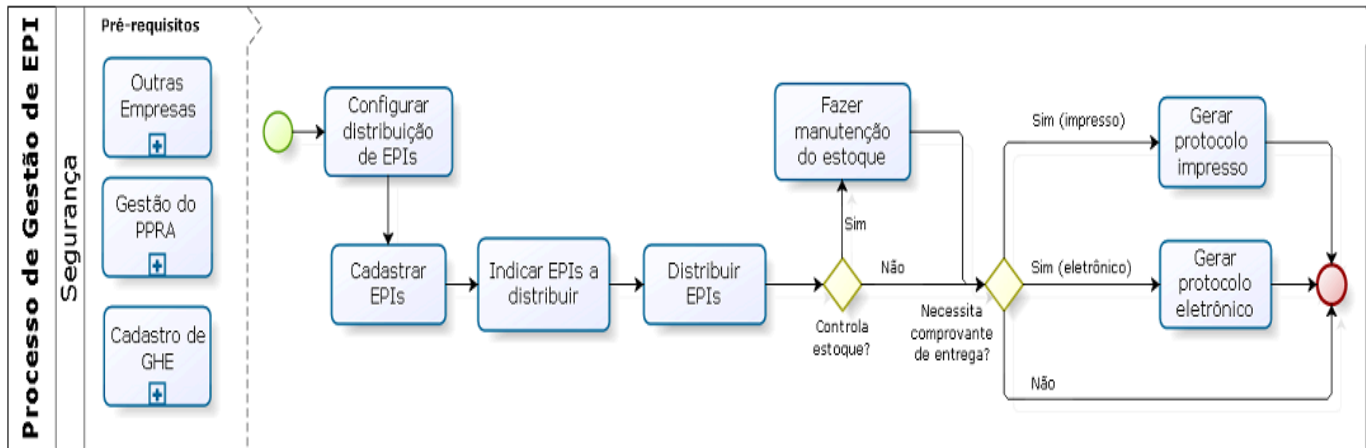 Processo de Gestão de EPI
Segurança
Pré-requisitos
Outras
Empresas
Gestão do
PPRA
Cadastro de
GHE
Configurar
distribuição
de EPIs
Cadastrar
EPIs
Indicar EPIs a
distribuir
Distribuir
EPIs
Controla
estoque?
Sim
Não
Fazer
manutenção
do estoque
Necessita
comprovante
de entrega?
Sim (impresso)
Gerar
protocolo
impresso
Sim (eletrônico)
Gerar
protocolo
eletrônico
Não